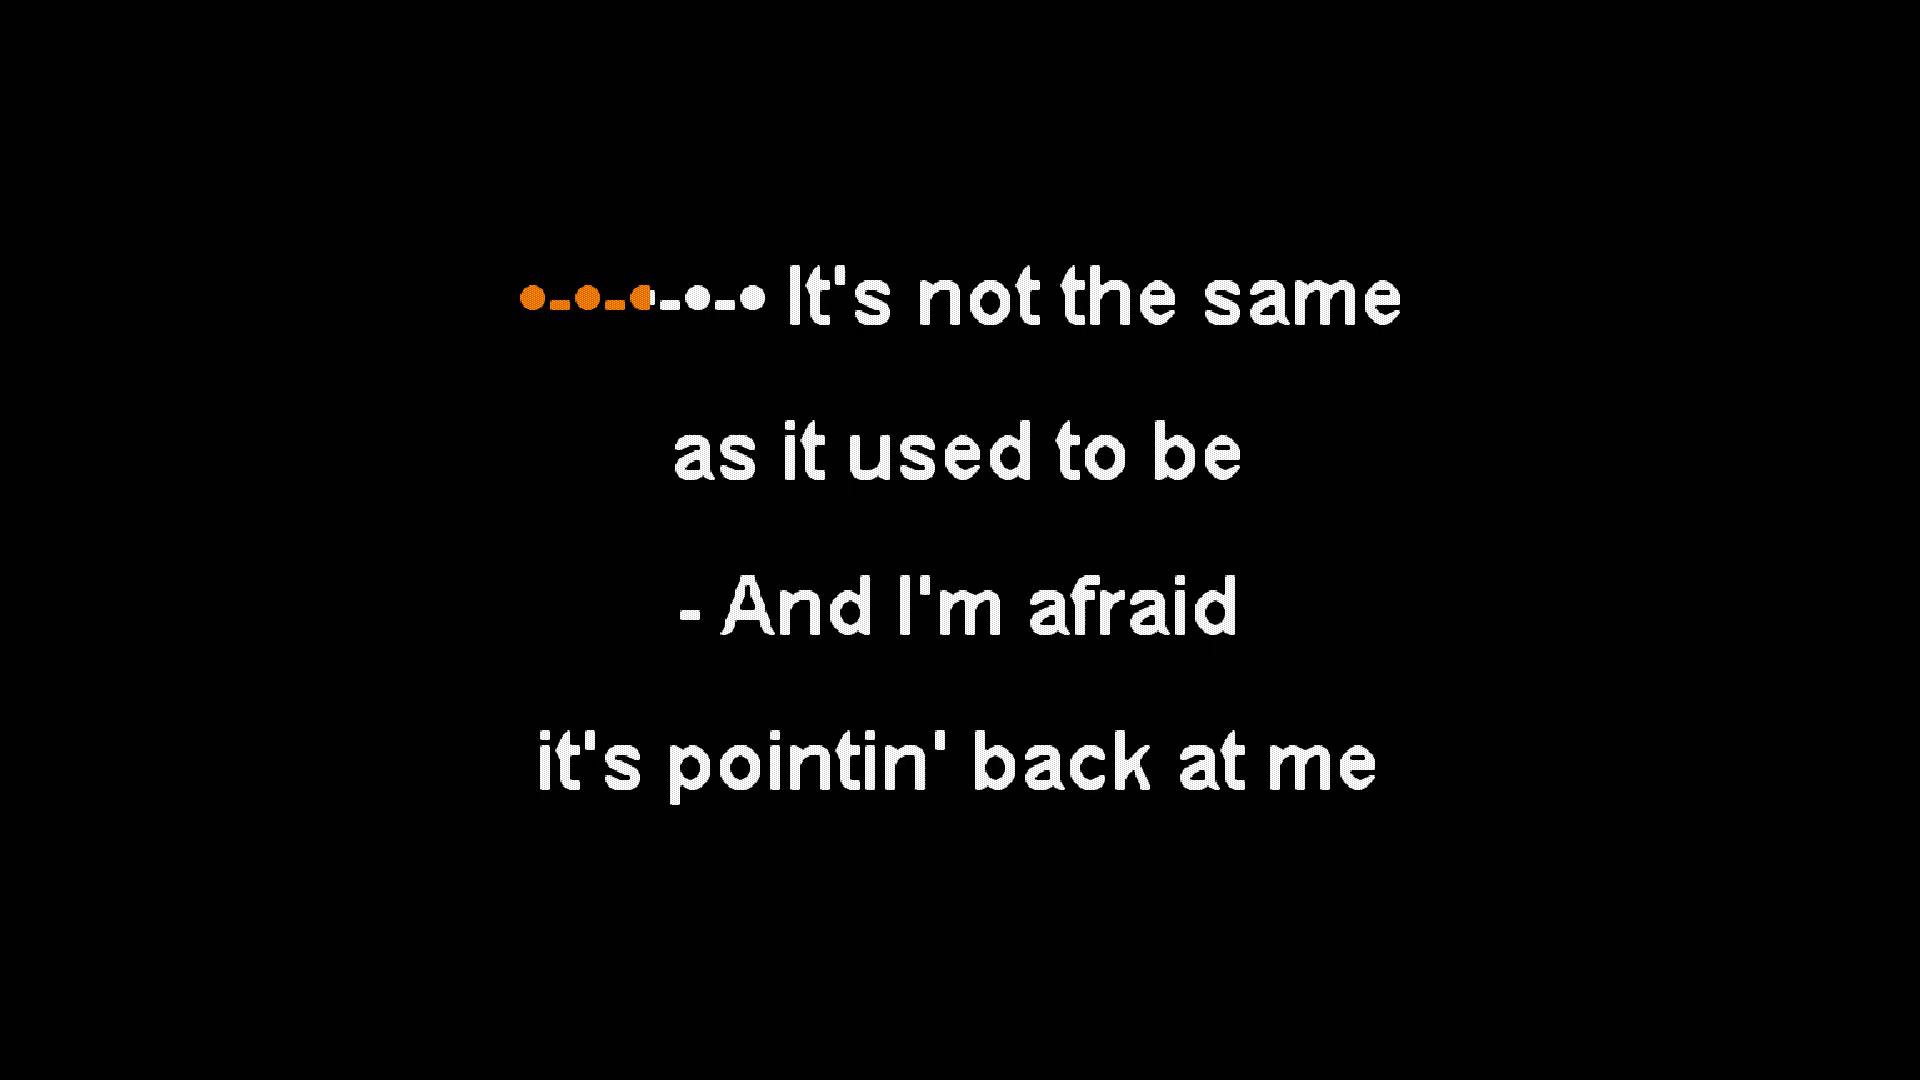 ●-●-●-●-● It's not the same
as it used to be
- And I'm afraid
it's pointin' back at me